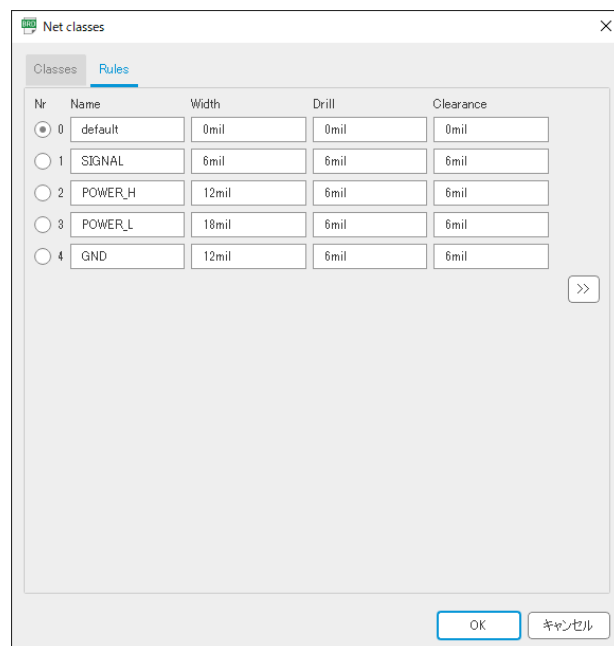 BRD Net classes
Classes Rules
Nr Name Width Drill Clearance
0 default 0mil 0mil 0mil
1 SIGNAL 6mil 6mil 6mil
2 POWER_H 12mil 6mil 6mil
3 POWER_L 18mil 6mil 6mil
4 GND 12mil 6mil 6mil
>>
OK キャンセル